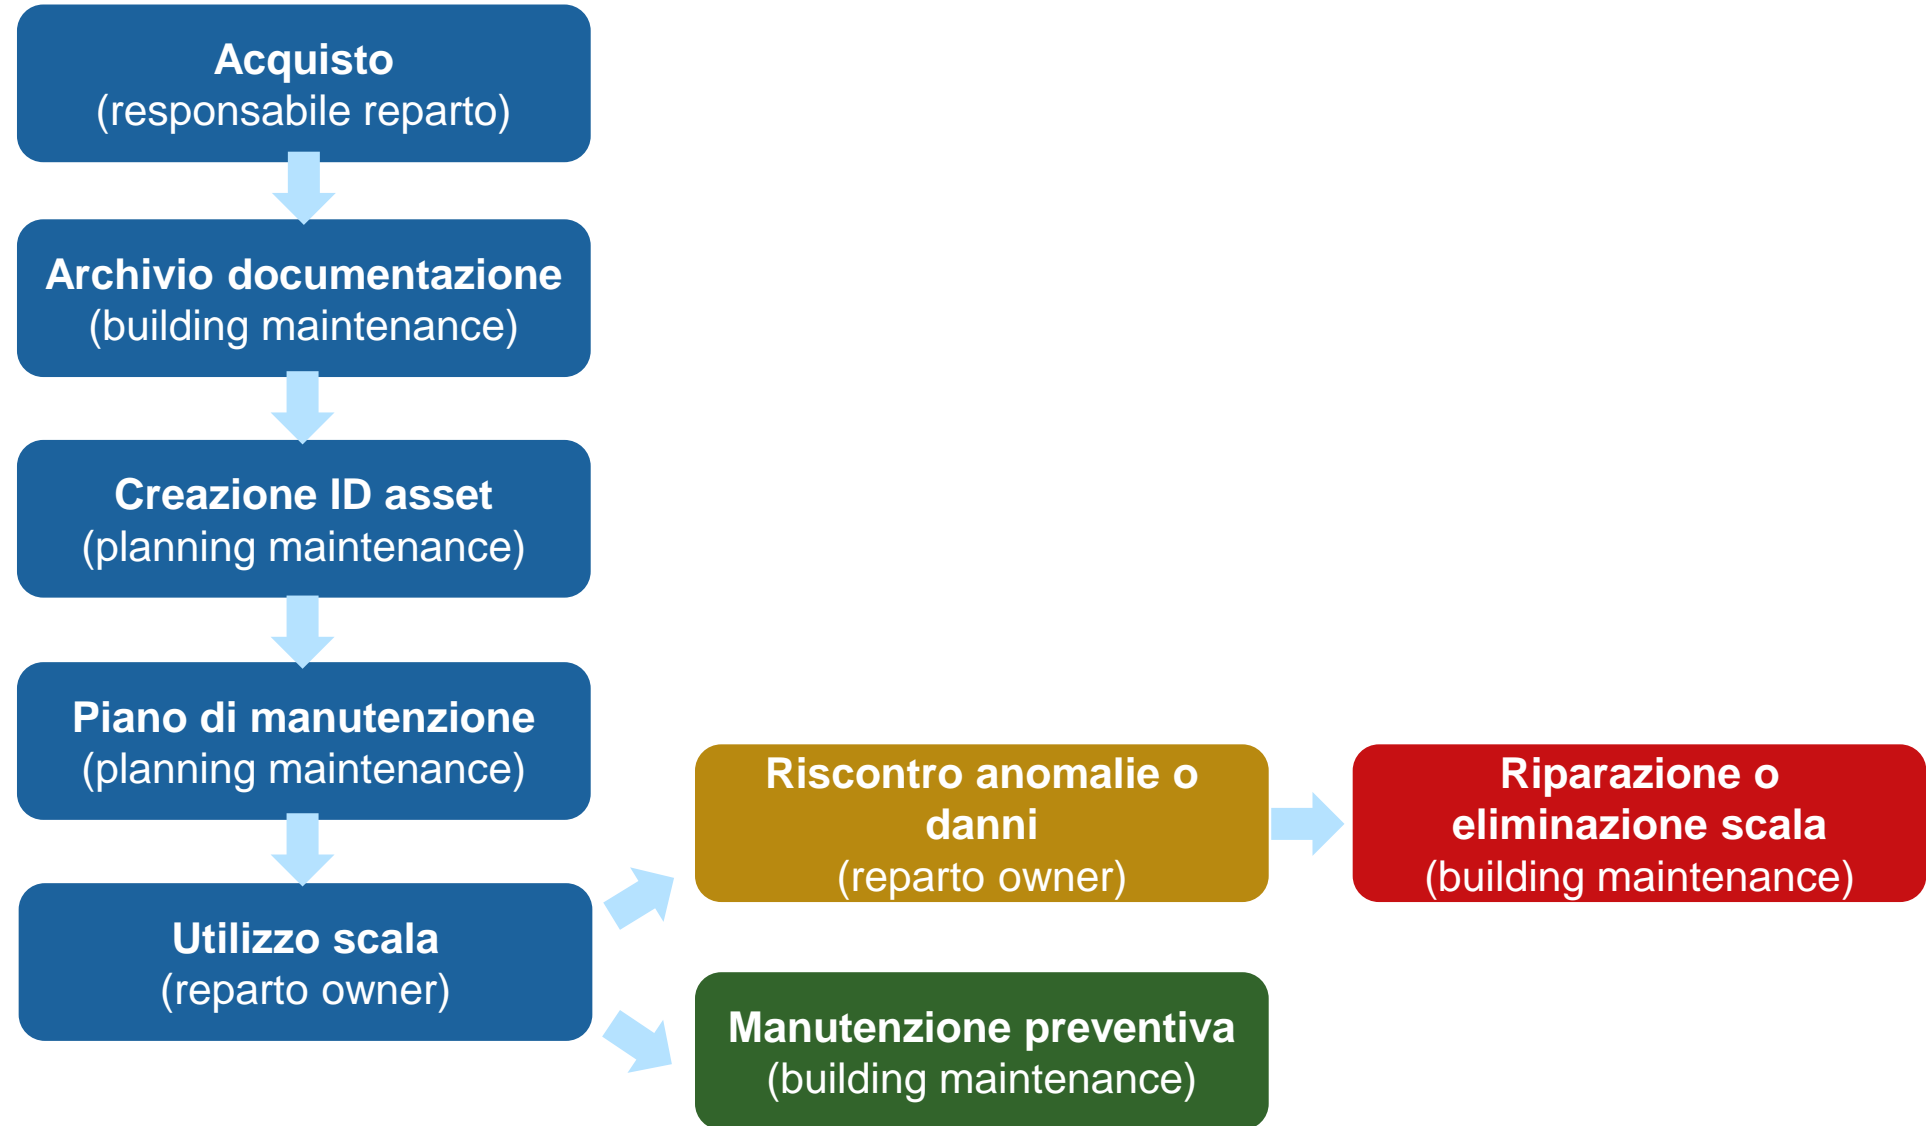 Acquisto
(responsabile reparto)
Archivio documentazione
(building maintenance)
Creazione ID asset
(planning maintenance)
Piano di manutenzione
(planning maintenance)
Utilizzo scala
(reparto owner)
Riscontro anomalie o
danni
(reparto owner)
Riparazione o
eliminazione scala
(building maintenance)
Manutenzione preventiva
(building maintenance)